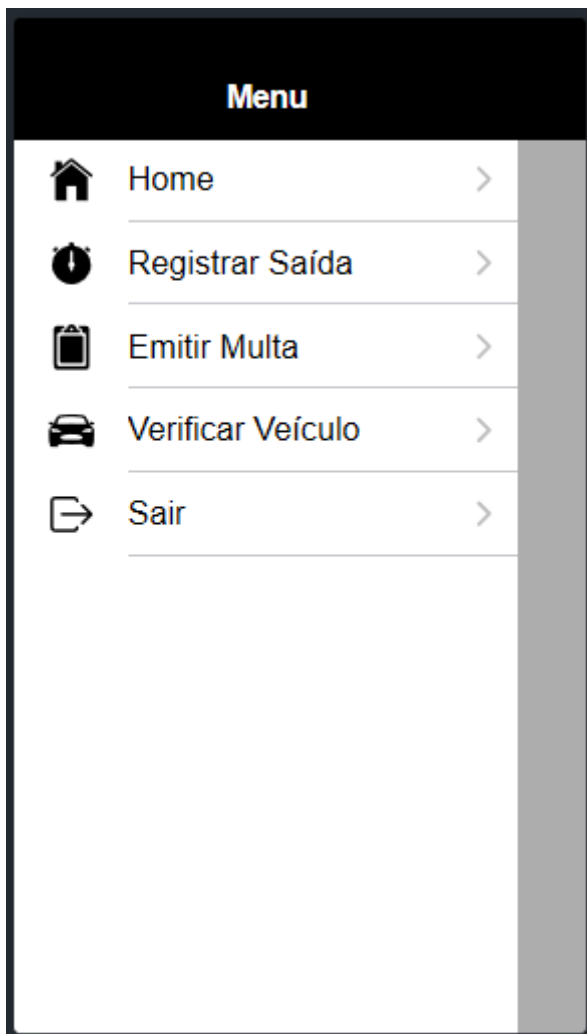 Menu
Home
Registrar Saída
Emitir Multa
Verificar Veículo
Sair